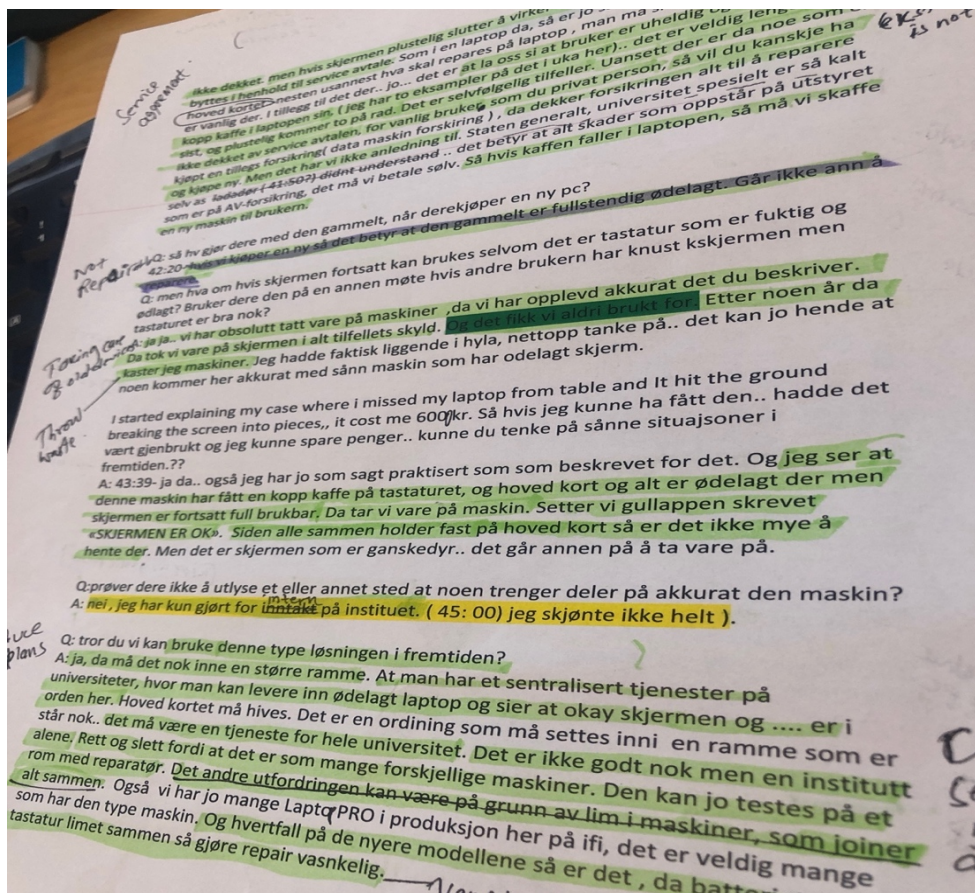 ikke dekket. men hvis skjermen plustelig slutter å virke
byttes i henhold til service avtale. Som i en laptop da, så er jo
hoved kortet nesten usannest hva skal repares på laptop , man må
er vanlig der. I tillegg til det der.. jo... det er at la oss si at bruker er uheldig og
kopp kaffe i laptopen sin, ( jeg har to eksampler på det i uka her).. det er veldig
sist, og plustelig kommer to på rad. Det er selvfølgelig tilfeller. Uansett der er da noe som
ikke dekket av service avtalen, for vanlig bruker som du privat person, så vil du kanskje ha
kjøpt en tillegs forsikring( data maskin forskiring ) , da dekker forsikringen alt til å reparere
og kjøpe ny. Men det har vi ikke anledning til. Staten generalt, universitet spesielt er så kalt
selv as ladadør ( 41:50?) didnt understand .. det betyr at alt skader som oppstår på utstyret
som er på AV-forsikring, det må vi betale sølv. Så hvis kaffen faller i laptopen, så må vi skaffe
en ny maskin til brukern.
Service
aggrement.
is not
Q: så hv gjør dere med den gammelt, når derekjøper en ny pc?
42:20- hvis vi kjøper en ny så det betyr at den gammelt er fullstendig ødelagt. Går ikke ann å
reparere
Not
Repairable
Q: men hva om hvis skjermen fortsatt kan brukes selvom det er tastatur som er fuktig og
ødlagt? Bruker dere den på en annen møte hvis andre brukern har knust kskjermen men
tastaturet er bra nok?
A: ja ja.. vi har obsolutt tatt vare på maskiner ,da vi har opplevd akkurat det du beskriver.
Da tok vi vare på skjermen i alt tilfellets skyld. Og det fikk vi aldri brukt for. Etter noen år da
kaster jeg maskiner. Jeg hadde faktisk liggende i hyla, nettopp tanke på.. det kan jo hende at
noen kommer her akkurat med sånn maskin som har odelagt skjerm.
Taxing care
of old devices
Throw
waste.
I started explaining my case where i missed my laptop from table and It hit the ground
breaking the screen into pieces,, it cost me 600kr. Så hvis jeg kunne ha fått den.. hadde det
vært gjenbrukt og jeg kunne spare penger.. kunne du tenke på sånne situajsoner i
fremtiden.??
A: 43:39- ja da.. også jeg har jo som sagt praktisert som som beskrevet for det. Og jeg ser at
denne maskin har fått en kopp kaffe på tastaturet, og hoved kort og alt er ødelagt der men
skjermen er fortsatt full brukbar. Da tar vi vare på maskin. Setter vi gullappen skrevet
«SKJERMEN ER OK». Siden alle sammen holder fast på hoved kort så er det ikke mye å
hente der. Men det er skjermen som er ganskedyr.. det går annen på å ta vare på.
Q:prøver dere ikke å utlyse et eller annet sted at noen trenger deler på akkurat den maskin?
intern
A: nei , jeg har kun gjørt for inntakt på instituet. ( 45: 00) jeg skjønte ikke helt ).
plans
Q: tror du vi kan bruke denne type løsningen i fremtiden?
A: ja, da må det nok inne en større ramme. At man har et sentralisert tjenester på
universiteter, hvor man kan levere inn ødelagt laptop og sier at okay skjermen og .... er i
orden her. Hoved kortet må hives. Det er en ordining som må settes inni en ramme som er
står nok.. det må være en tjeneste for hele universitet. Det er ikke godt nok men en institutt
alene. Rett og slett fordi at det er som mange forskjellige maskiner. Den kan jo testes på et
rom med reparatør. Det andre utfordringen kan være på grunn av lim i maskiner, som joiner
alt sammen. Også vi har jo mange Laptop PRO i produksjon her på ifi, det er veldig mange
som har den type maskin. Og hvertfall på de nyere modellene så er det , da
tastatur limet sammen så gjøre repair vasnkelig.